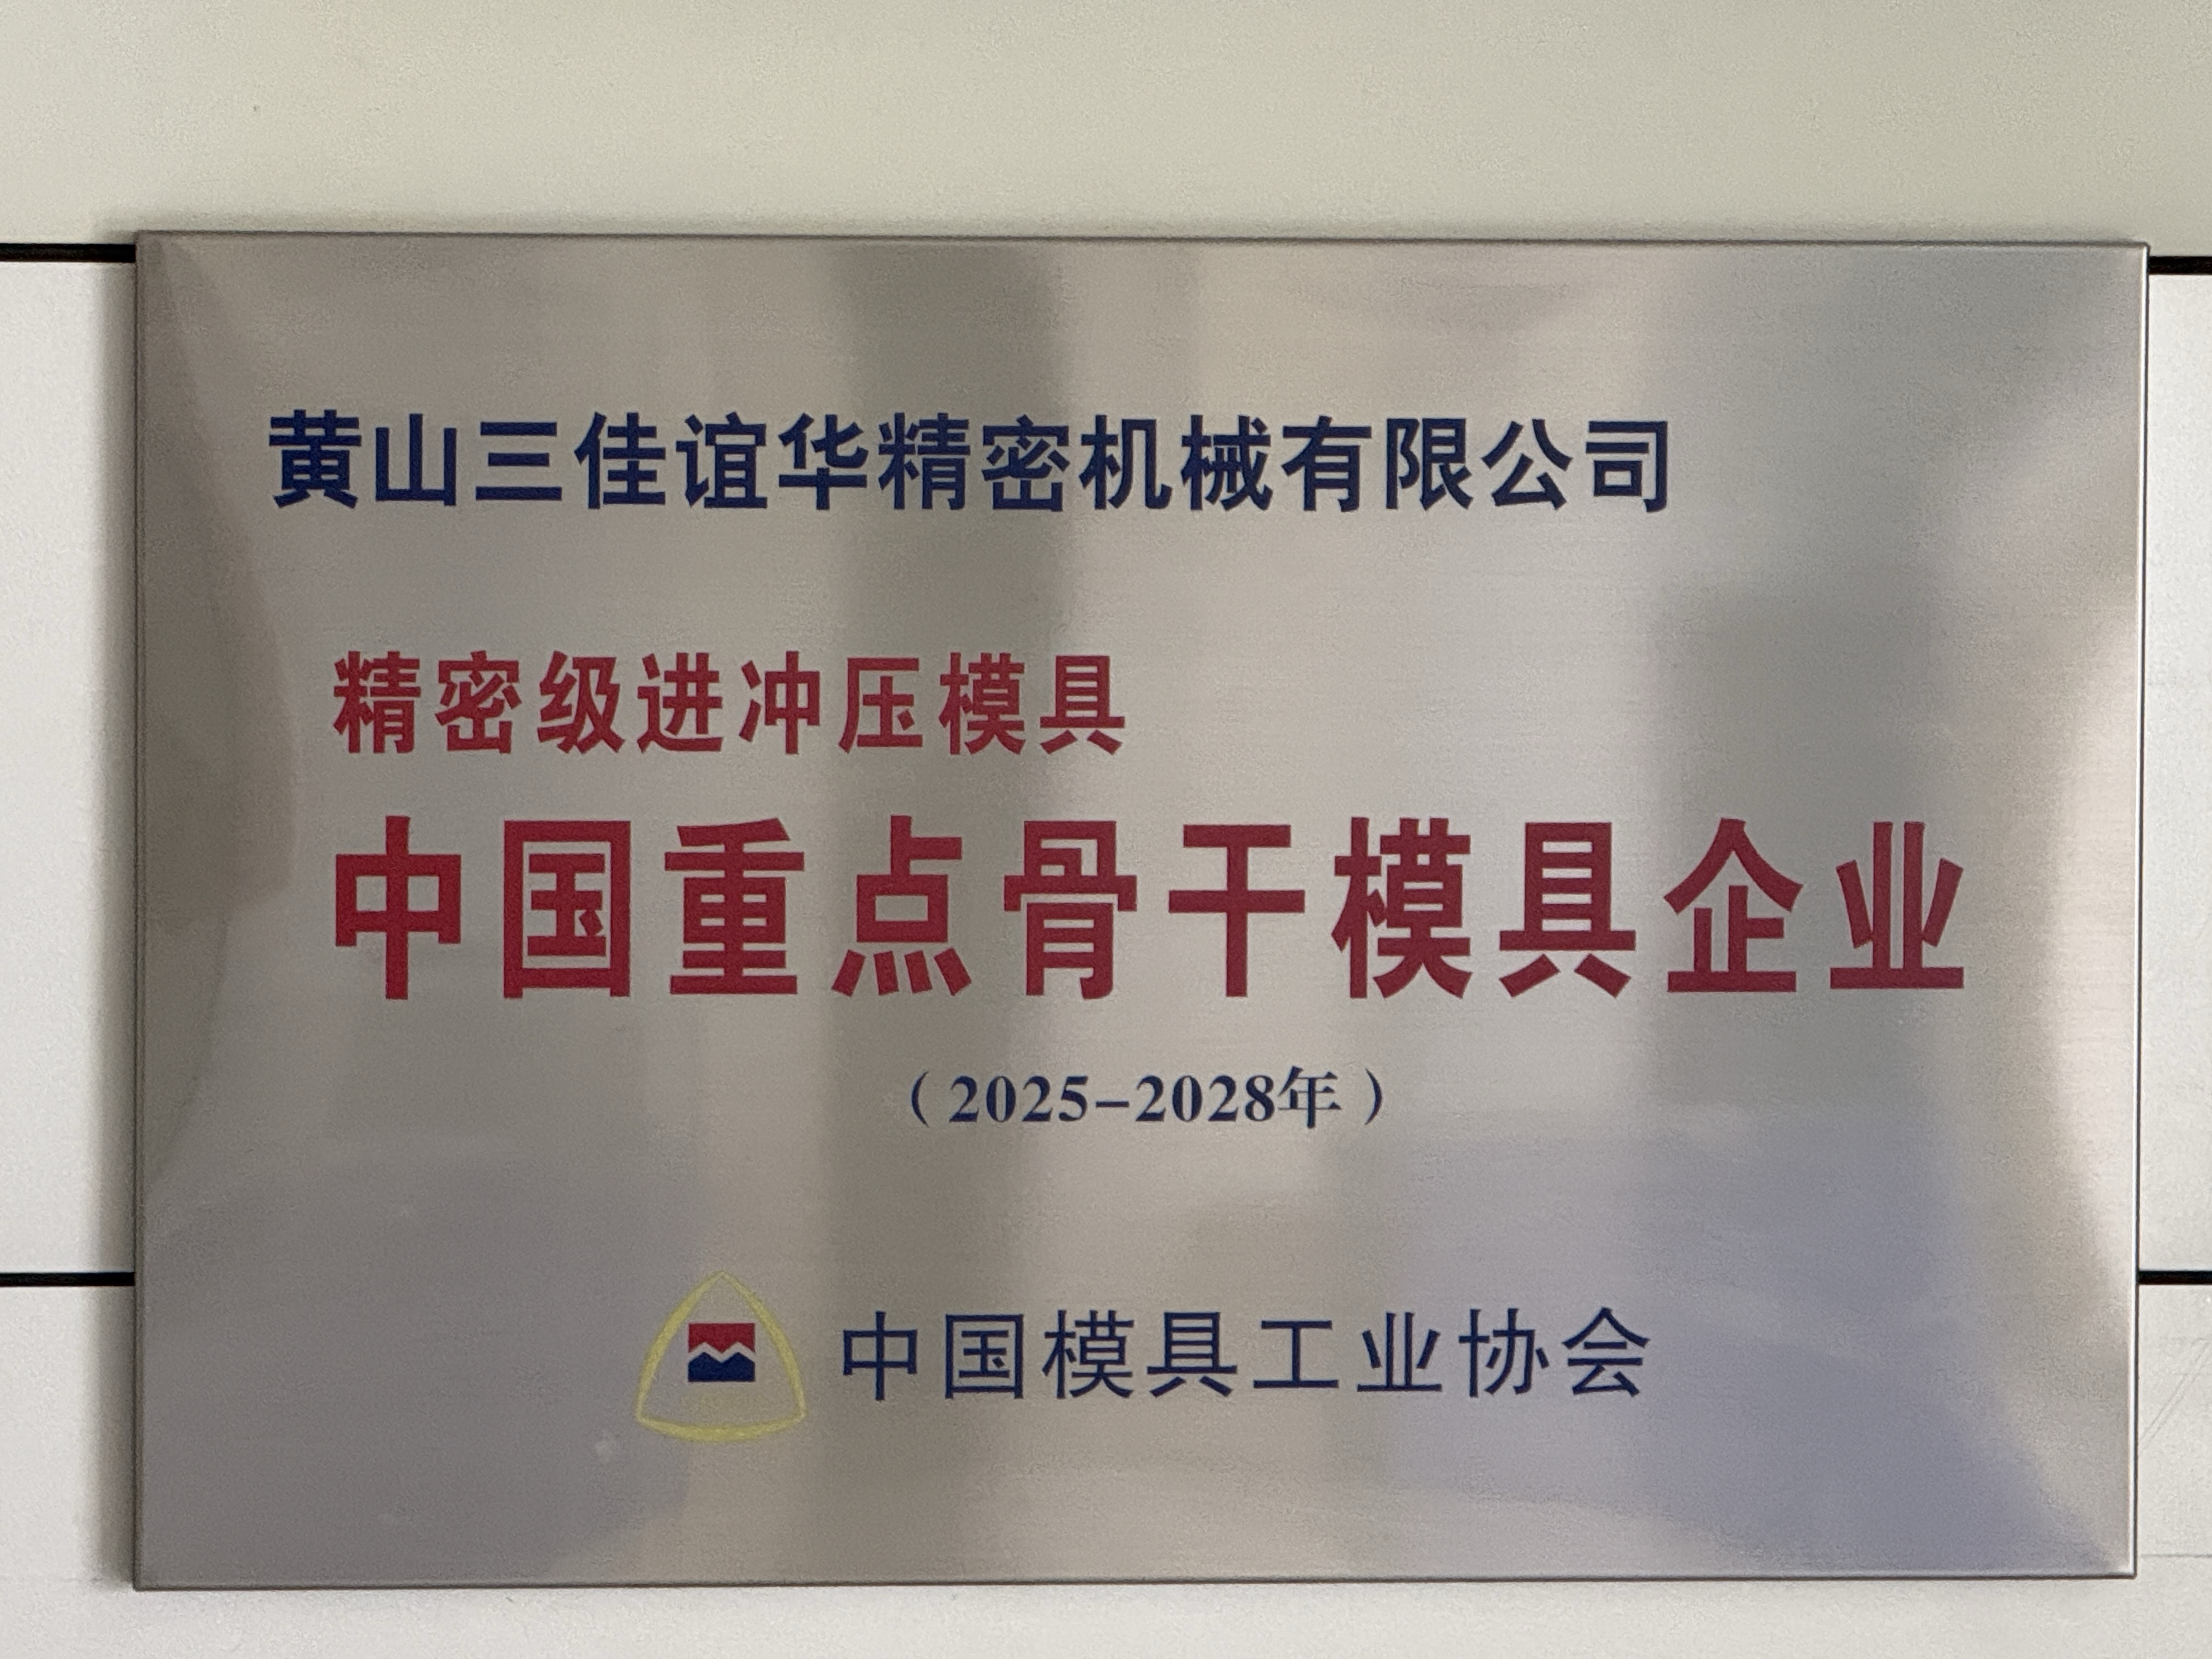 黄山三佳谊华精密机械有限公司
精密级进冲压模具
中国重点骨干模具企业
（2025-2028年）
中国模具工业协会